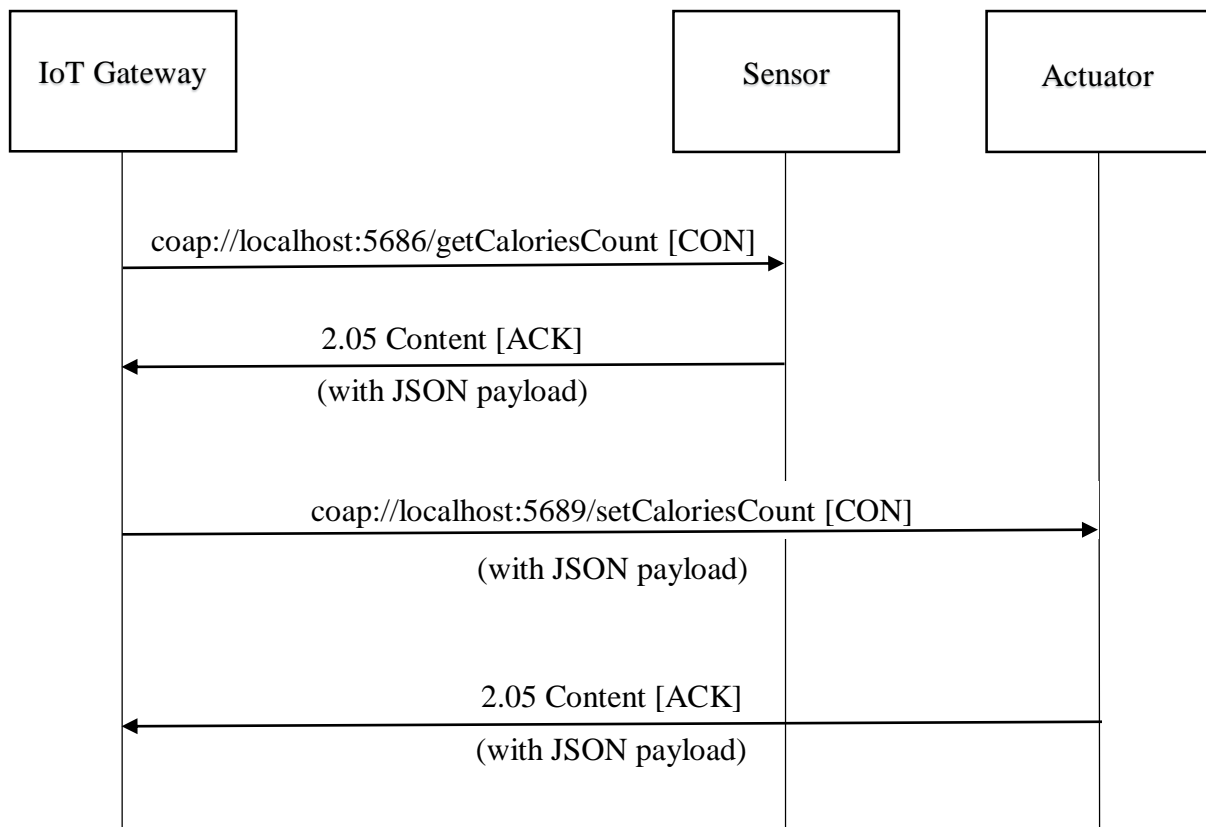 IoT Gateway
Sensor
Actuator
coap://localhost:5686/getCaloriesCount [CON]
2.05 Content [ACK]
(with JSON payload)
coap://localhost:5689/setCaloriesCount [CON]
(with JSON payload)
2.05 Content [ACK]
(with JSON payload)